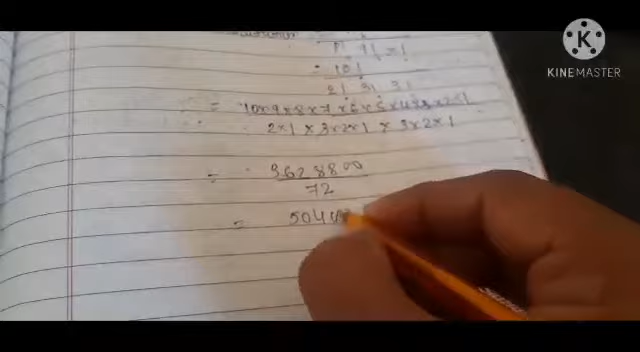 KINEMASTER
10!
2! 3! 3!
= 10×9×8×7×6×5×4×3×2×1
2×1 × 3×2×1 × 3×2×1
= 3628800
72
= 50400